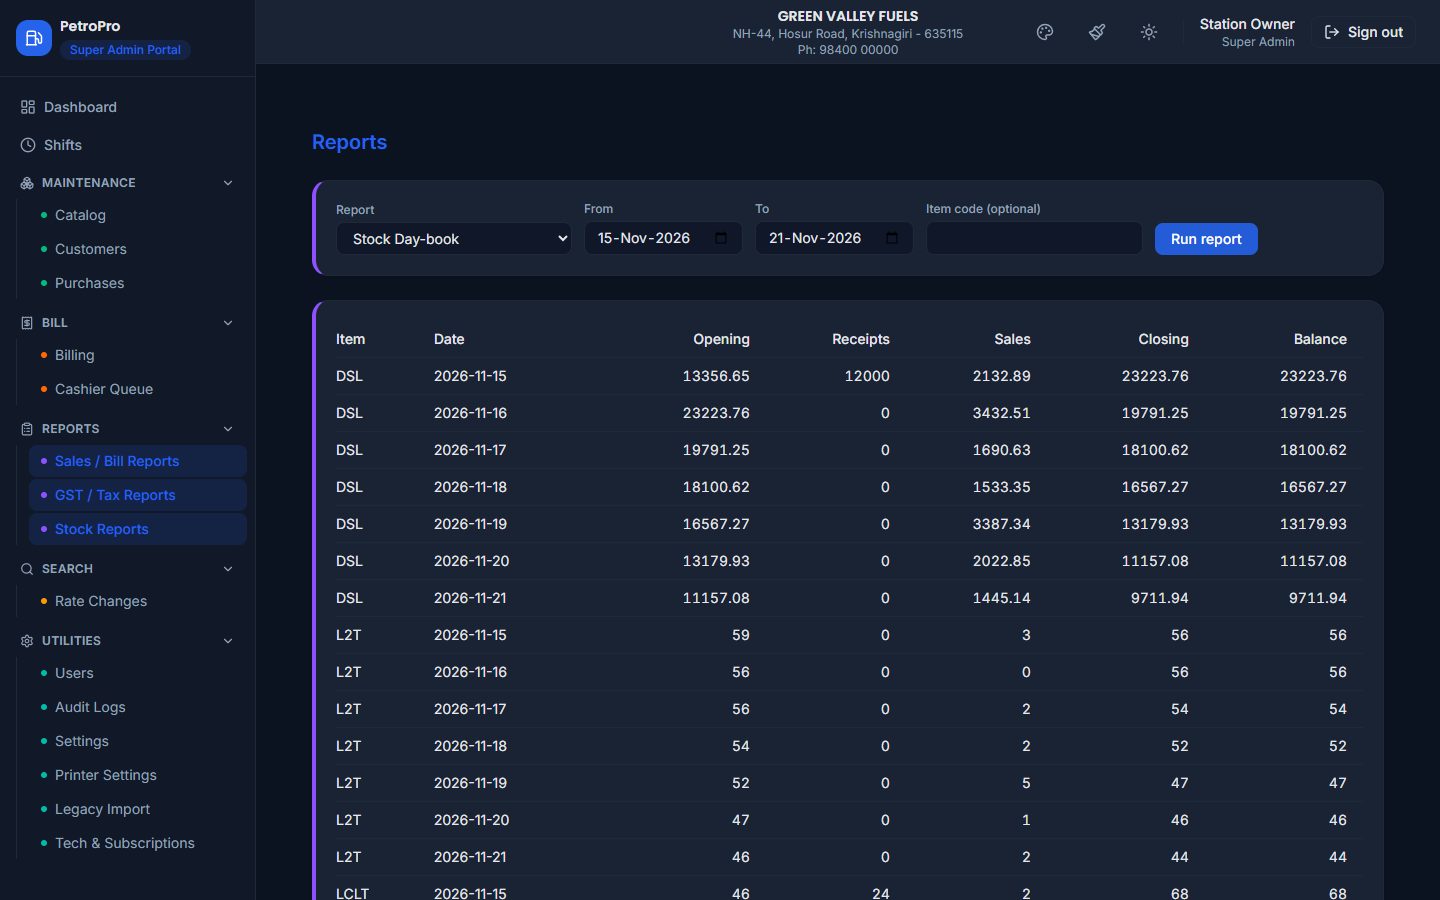 PetroPro
Super Admin Portal
GREEN VALLEY FUELS
NH-44, Hosur Road, Krishnagiri - 635115
Ph: 98400 00000
Station Owner
Super Admin
Sign out
Dashboard
Shifts
MAINTENANCE
Catalog
Customers
Purchases
BILL
Billing
Cashier Queue
REPORTS
Sales / Bill Reports
GST / Tax Reports
Stock Reports
SEARCH
Rate Changes
UTILITIES
Users
Audit Logs
Settings
Printer Settings
Legacy Import
Tech & Subscriptions
Reports
Report From To Item code (optional)
Stock Day-book 15-Nov-2026 21-Nov-2026 Run report
Item Date Opening Receipts Sales Closing Balance
DSL 2026-11-15 13356.65 12000 2132.89 23223.76 23223.76
DSL 2026-11-16 23223.76 0 3432.51 19791.25 19791.25
DSL 2026-11-17 19791.25 0 1690.63 18100.62 18100.62
DSL 2026-11-18 18100.62 0 1533.35 16567.27 16567.27
DSL 2026-11-19 16567.27 0 3387.34 13179.93 13179.93
DSL 2026-11-20 13179.93 0 2022.85 11157.08 11157.08
DSL 2026-11-21 11157.08 0 1445.14 9711.94 9711.94
L2T 2026-11-15 59 0 3 56 56
L2T 2026-11-16 56 0 0 56 56
L2T 2026-11-17 56 0 2 54 54
L2T 2026-11-18 54 0 2 52 52
L2T 2026-11-19 52 0 5 47 47
L2T 2026-11-20 47 0 1 46 46
L2T 2026-11-21 46 0 2 44 44
LCLT 2026-11-15 46 24 2 68 68